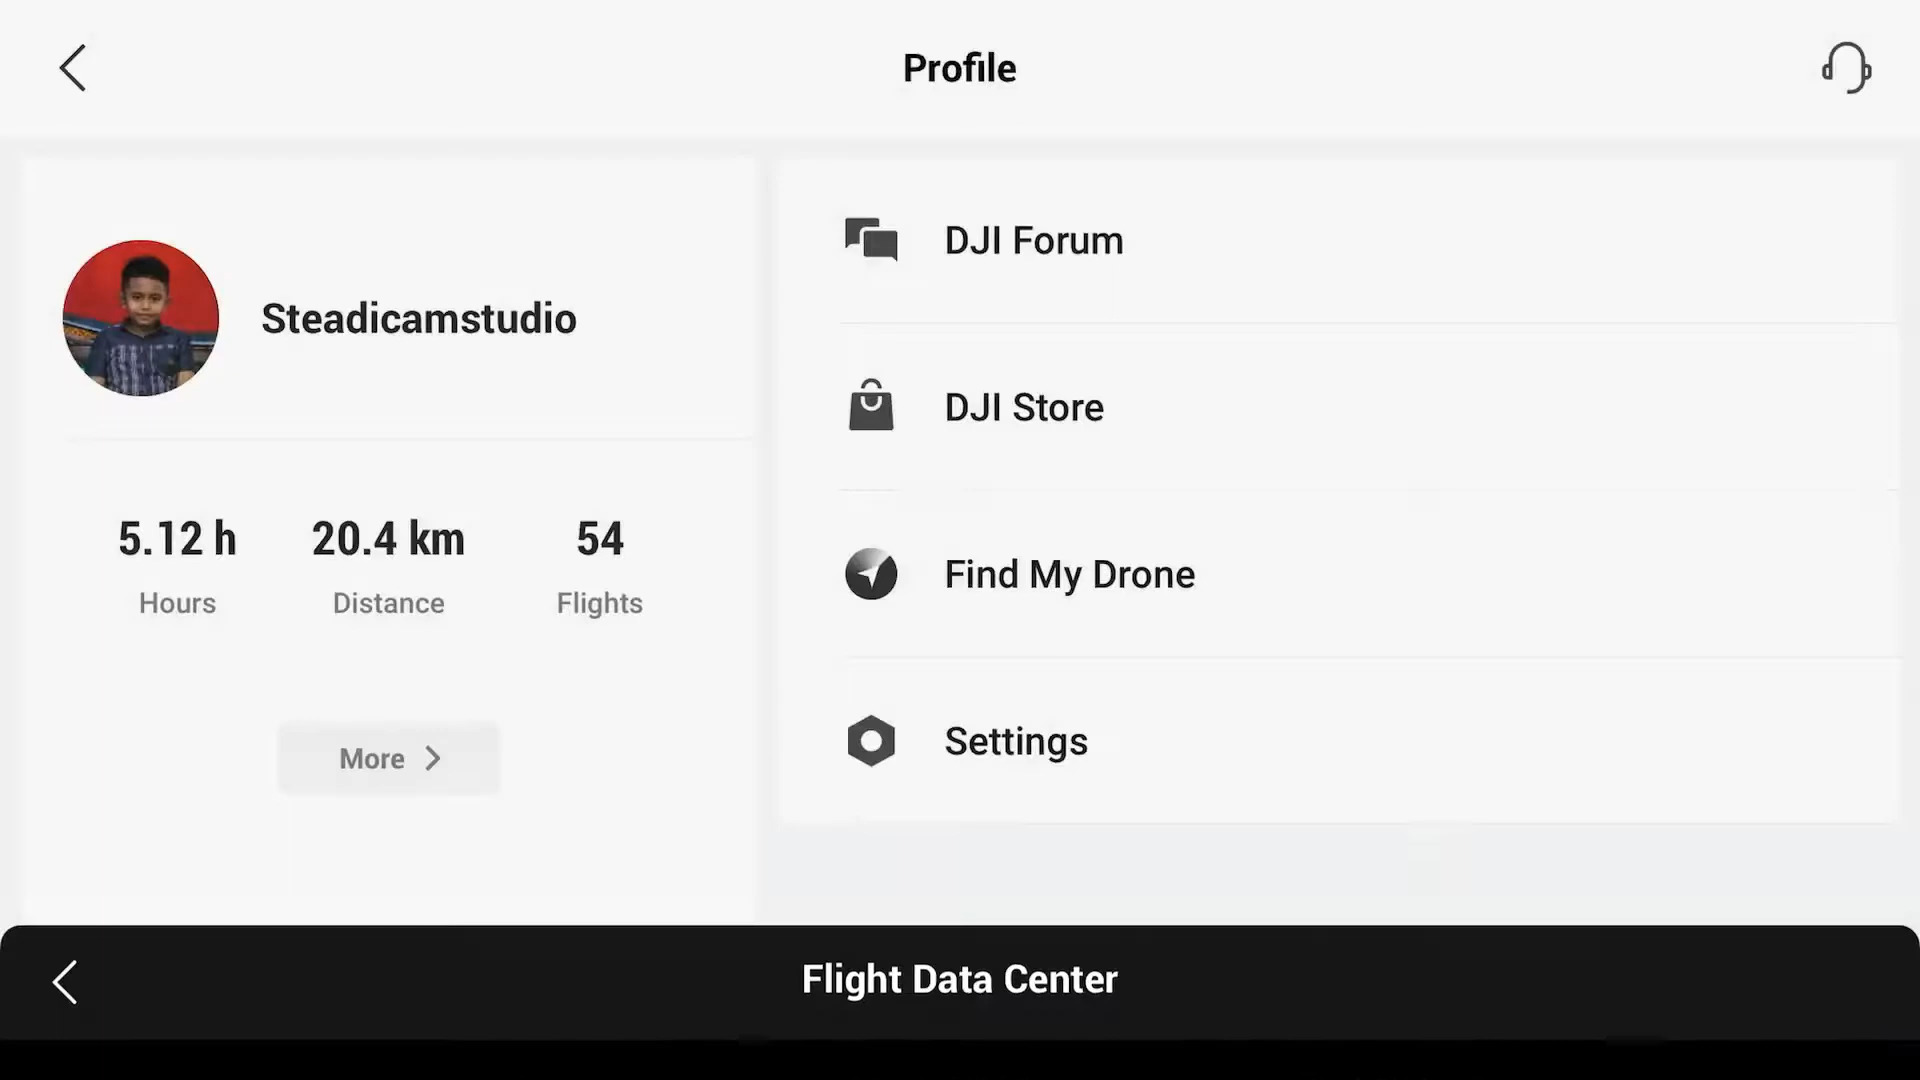 Profile
Steadicamstudio
5.12 h 20.4 km 54
Hours Distance Flights
More
DJI Forum
DJI Store
Find My Drone
Settings
Flight Data Center